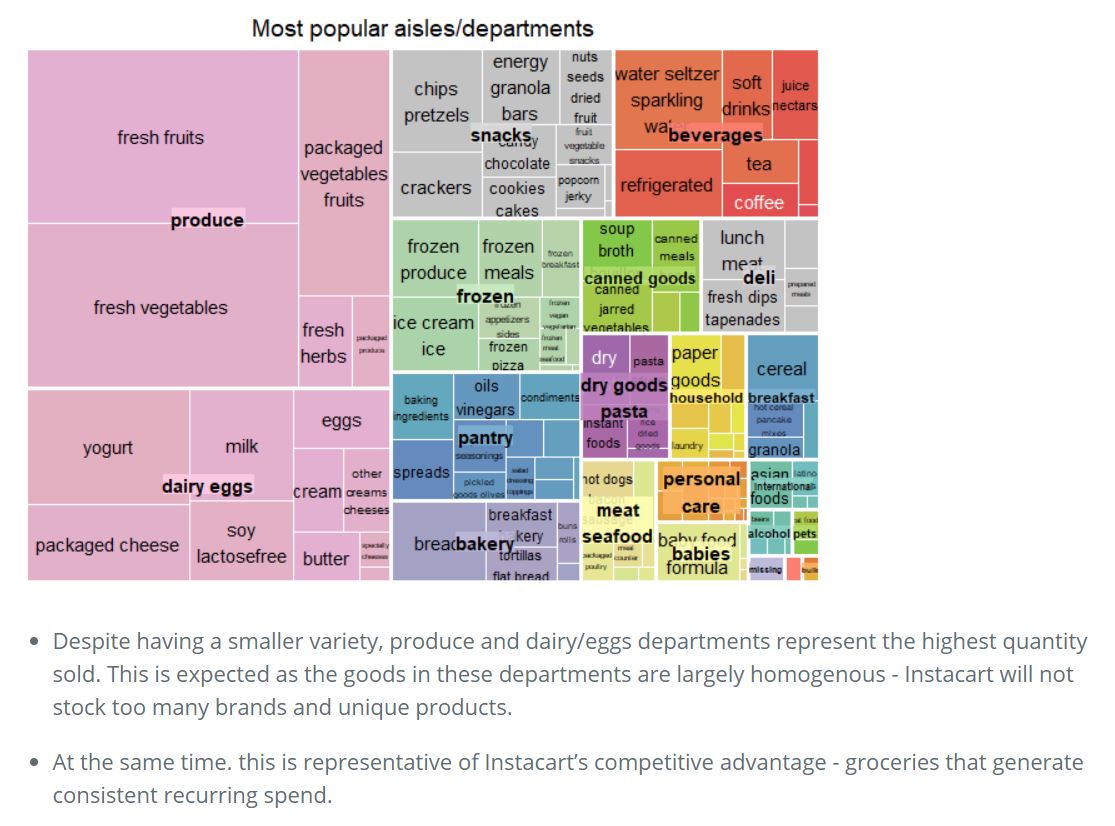 Most popular aisles/departments
fresh fruits
produce
fresh vegetables
packaged
vegetables
fruits
fresh
herbs
packaged
produce
yogurt
milk
eggs
dairy eggs
cream
other
creams
cheeses
packaged cheese
soy
lactosefree
butter
specialty
cheeses
chips
pretzels
energy
granola
bars
nuts
seeds
dried
fruit
snacks
candy
chocolate
fruit
vegetable
snacks
crackers
cookies
cakes
popcorn
jerky
water seltzer
sparkling
water
soft
drinks
juice
nectars
beverages
refrigerated
tea
coffee
frozen
produce
frozen
meals
frozen
breakfast
frozen
ice cream
ice
frozen
appetizers
sides
frozen
vegan
vegetarian
frozen
pizza
frozen
meat
seafood
soup
broth
canned
meals
canned goods
canned
jarred
vegetables
lunch
meat
deli
prepared
meals
fresh dips
tapenades
baking
ingredients
oils
vinegars
condiments
pantry
seasonings
spreads
pickled
goods olives
salad
dressing
toppings
dry
pasta
dry goods
pasta
instant
foods
rice
dried
goods
paper
goods
household
laundry
cereal
breakfast
hot cereal
pancake
mixes
granola
bread
bakery
breakfast
bakery
tortillas
flat bread
buns
rolls
hot dogs
bacon
sausage
meat
seafood
packaged
poultry
meat
counter
personal
care
baby food
babies
formula
asian
latino
international
foods
beers
alcohol
pets
missing
bulk
• Despite having a smaller variety, produce and dairy/eggs departments represent the highest quantity
sold. This is expected as the goods in these departments are largely homogenous - Instacart will not
stock too many brands and unique products.
• At the same time. this is representative of Instacart’s competitive advantage - groceries that generate
consistent recurring spend.